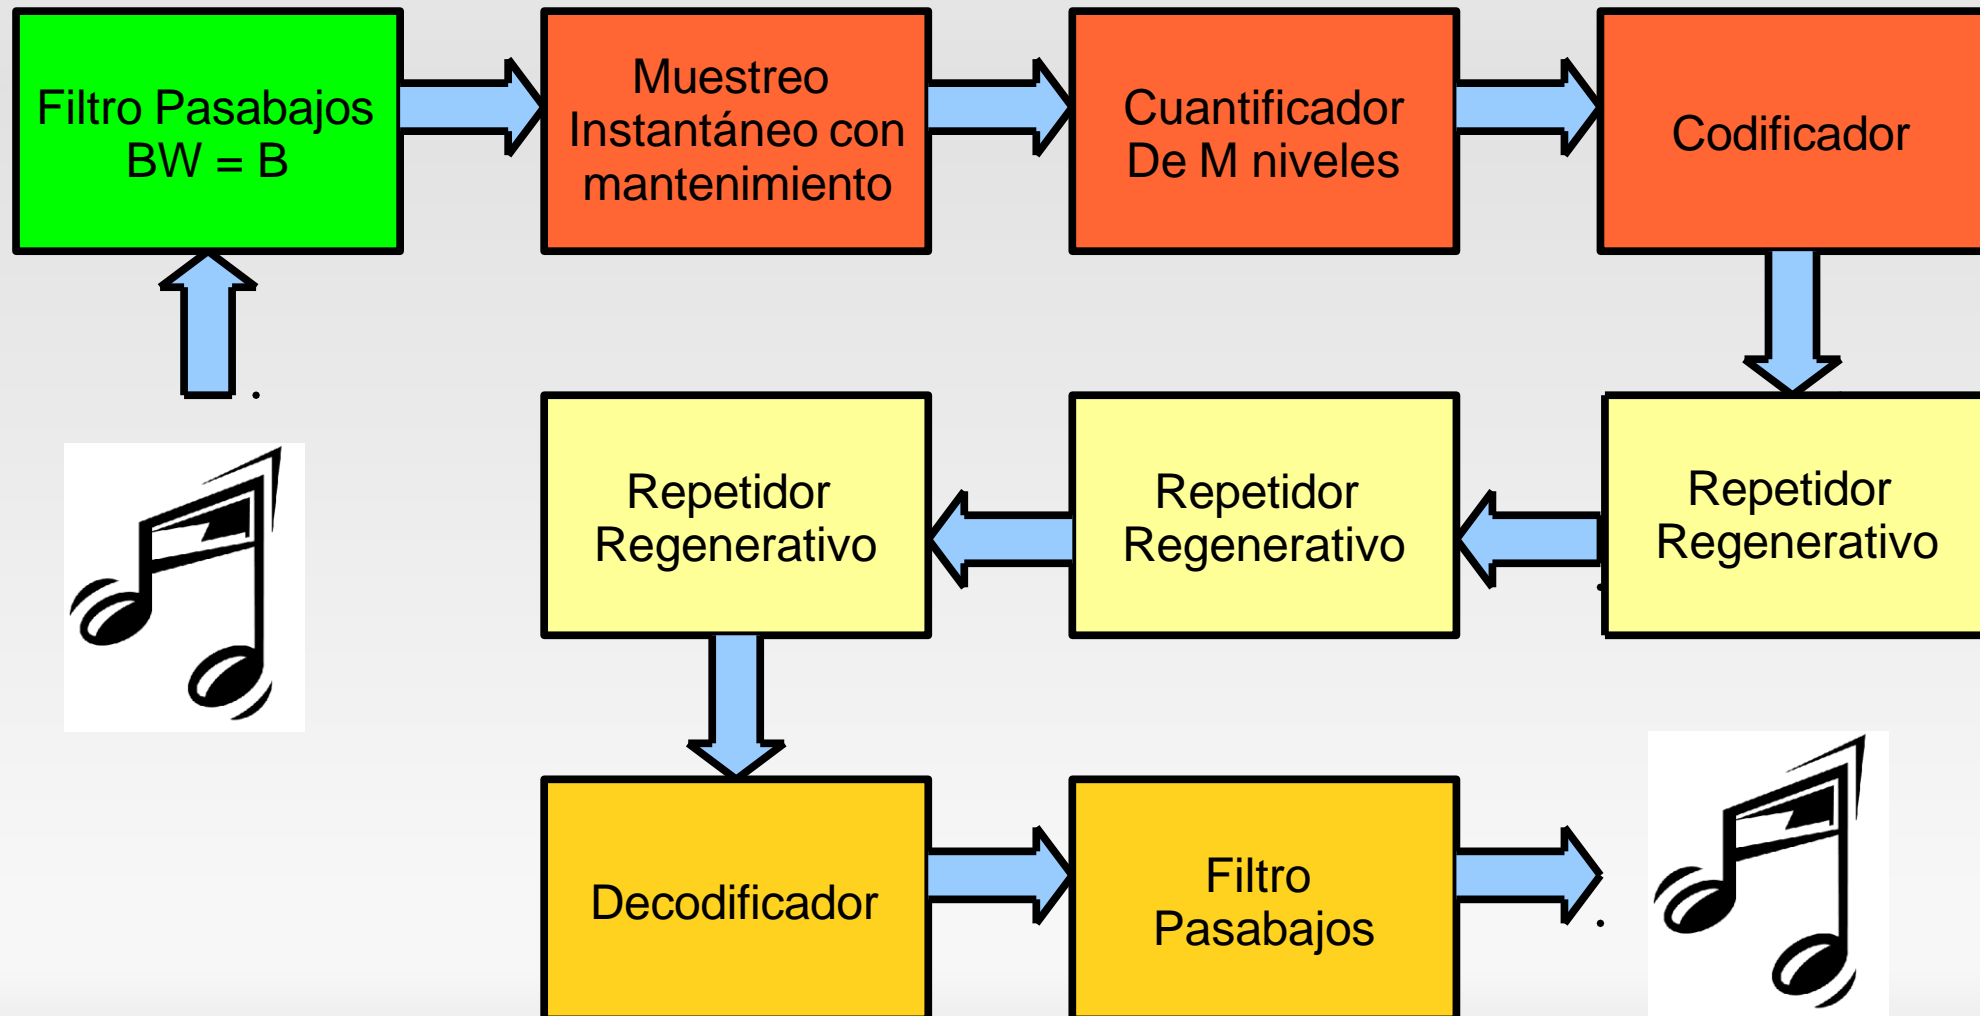 Filtro Pasabajos
BW = B
Muestreo
Instantáneo con
mantenimiento
Cuantificador
De M niveles
Codificador
Repetidor
Regenerativo
Repetidor
Regenerativo
Repetidor
Regenerativo
Decodificador
Filtro
Pasabajos